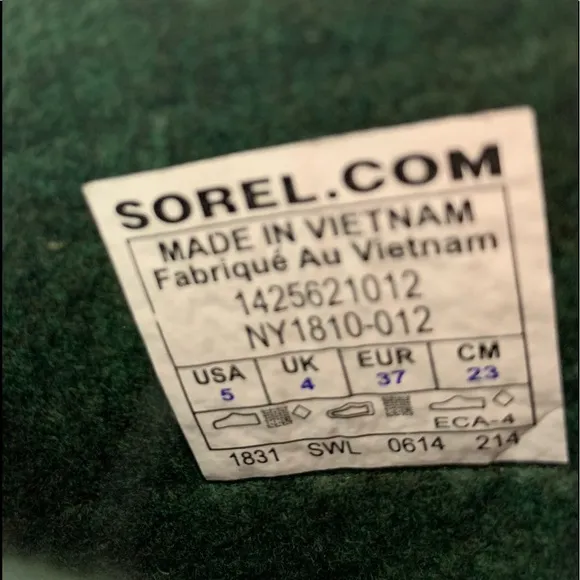 SOREL.COM
MADE IN VIETNAM
Fabriqué Au Vietnam
1425621012
NY1810-012
USA UK EUR CM
5 4 37 23
ECA-4
1831 SWL 0614 214